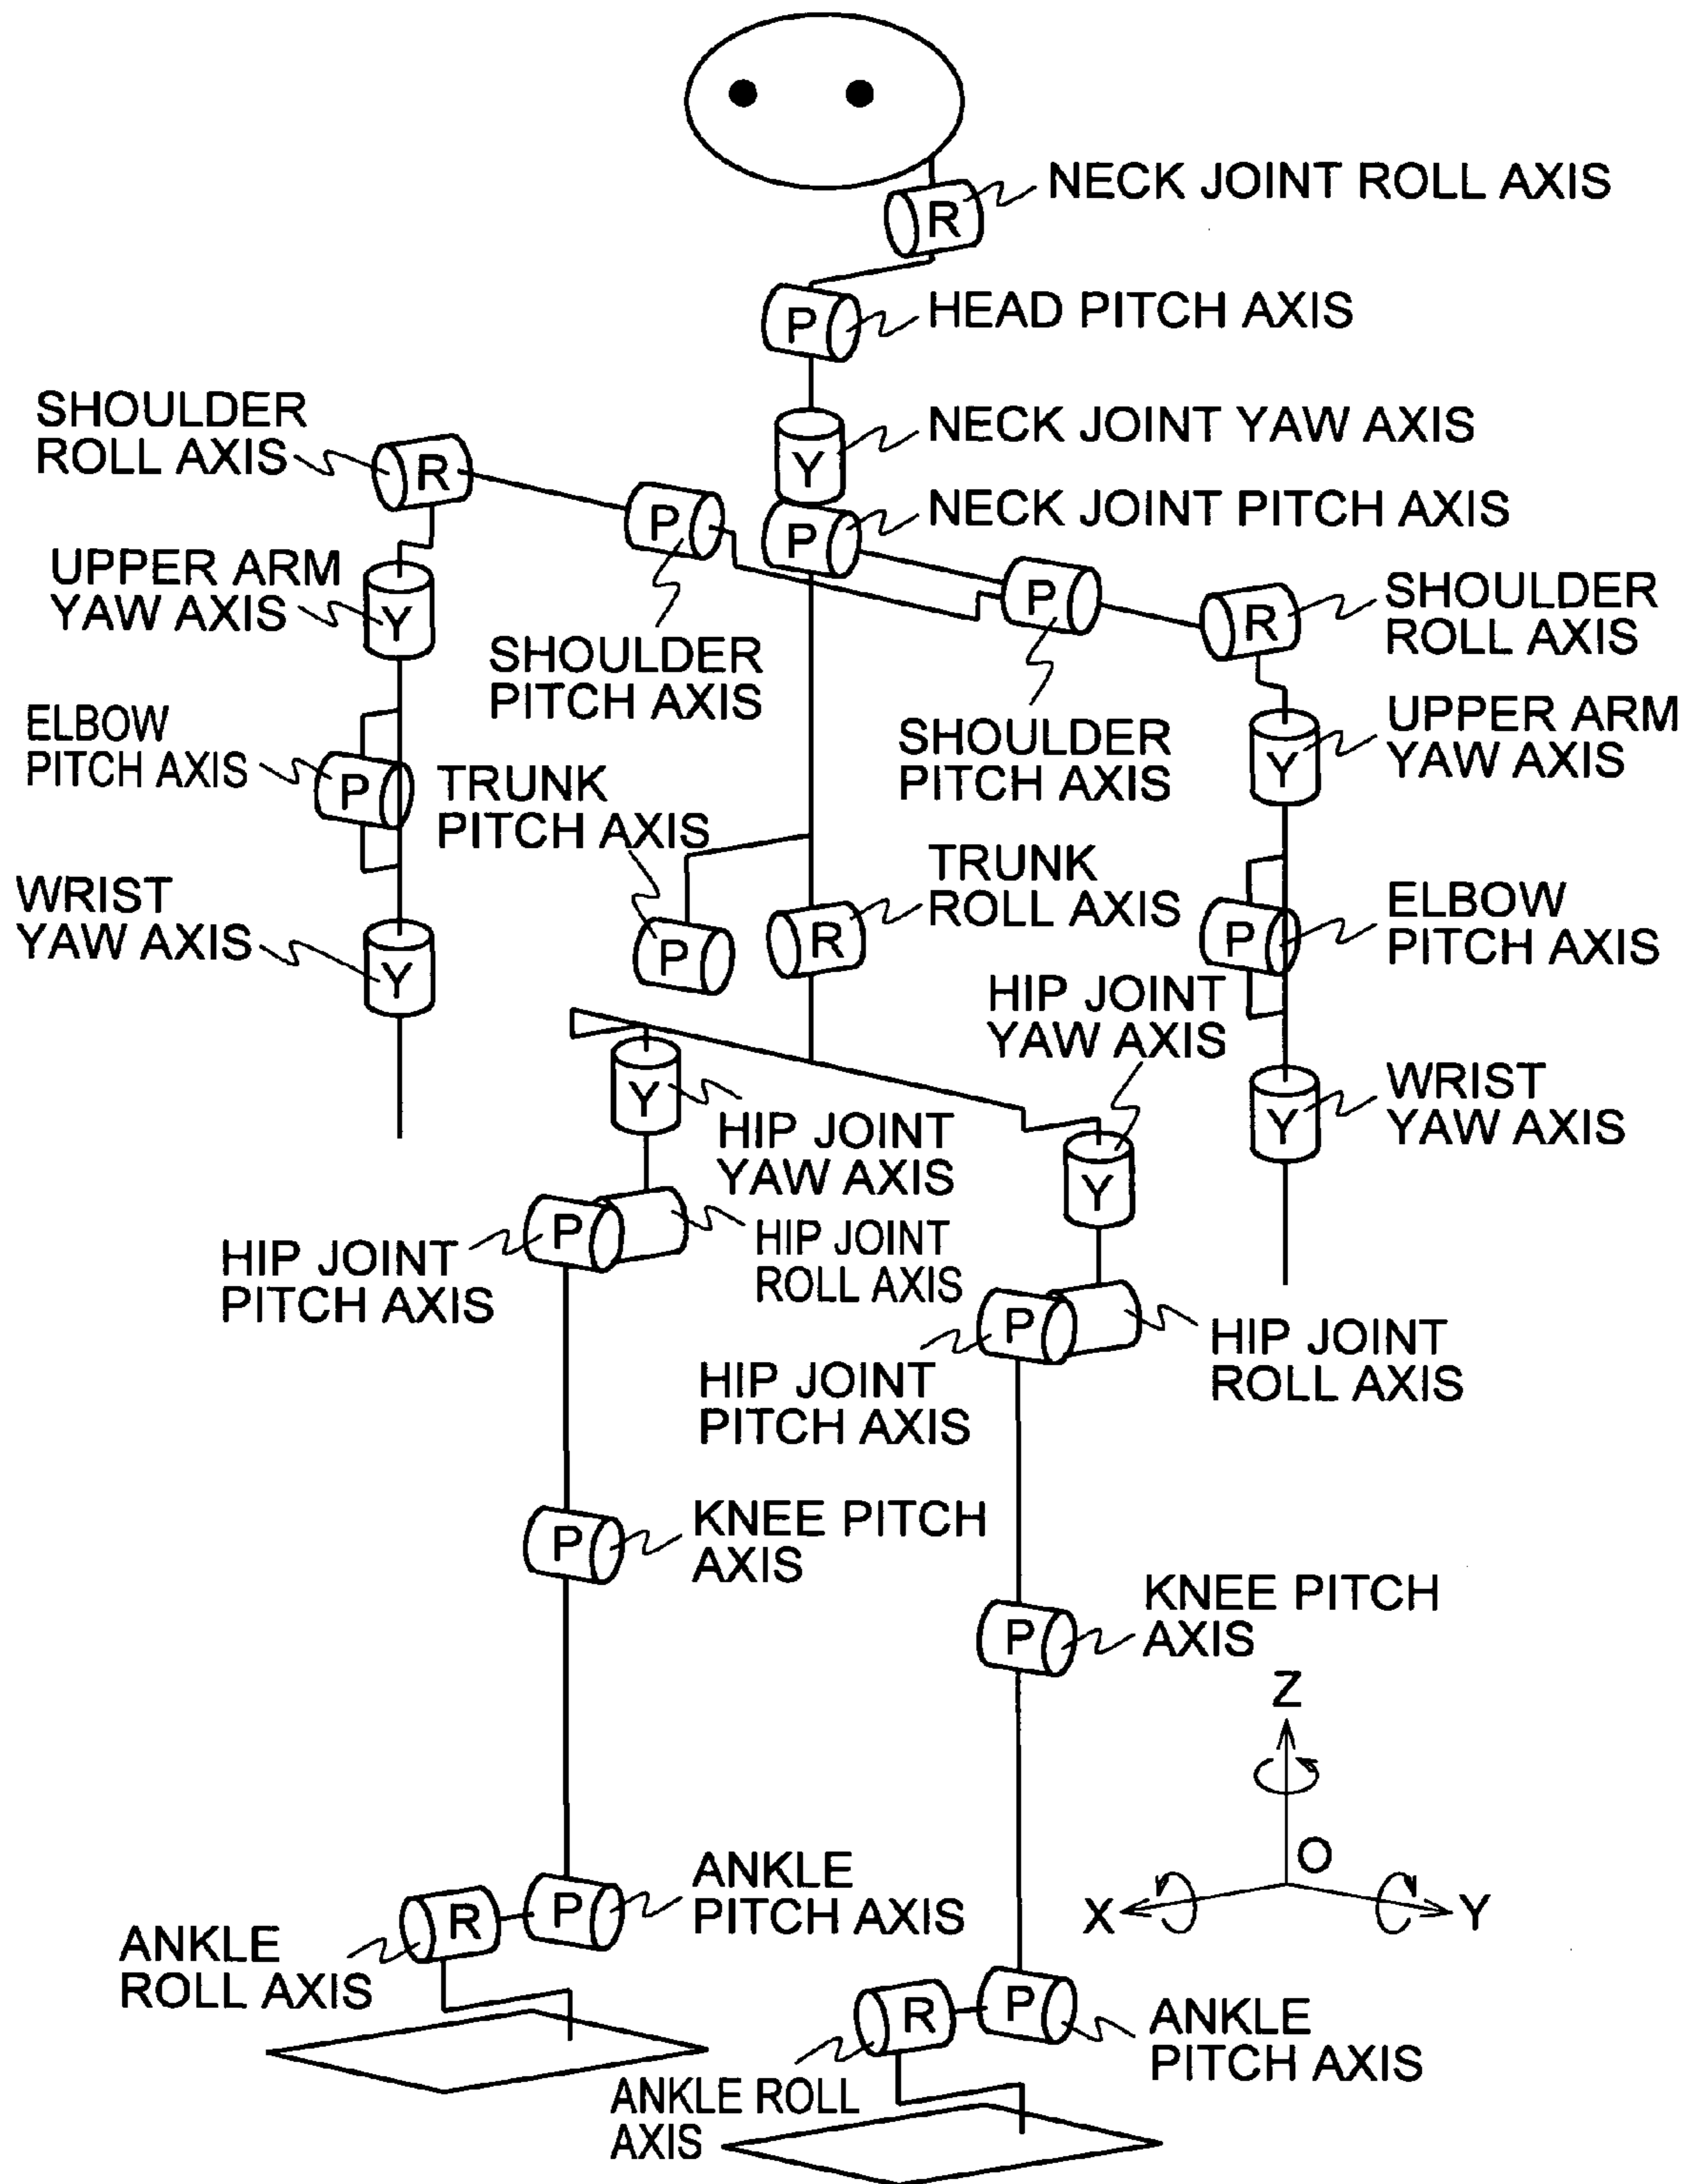 R
NECK JOINT ROLL AXIS
P
HEAD PITCH AXIS
SHOULDER
ROLL AXIS
R
Y
NECK JOINT YAW AXIS
P
P
NECK JOINT PITCH AXIS
UPPER ARM
YAW AXIS
Y
SHOULDER
PITCH AXIS
P
R
SHOULDER
ROLL AXIS
SHOULDER
PITCH AXIS
Y
UPPER ARM
YAW AXIS
ELBOW
PITCH AXIS
P
TRUNK
PITCH AXIS
P
TRUNK
ROLL AXIS
R
P
ELBOW
PITCH AXIS
WRIST
YAW AXIS
Y
HIP JOINT
YAW AXIS
Y
HIP JOINT
YAW AXIS
Y
Y
WRIST
YAW AXIS
HIP JOINT
PITCH AXIS
P
HIP JOINT
ROLL AXIS
P
HIP JOINT
PITCH AXIS
HIP JOINT
ROLL AXIS
P
KNEE PITCH
AXIS
P
KNEE PITCH
AXIS
Z
O
X
Y
R
P
ANKLE
PITCH AXIS
ANKLE
ROLL AXIS
R
P
ANKLE
PITCH AXIS
ANKLE ROLL
AXIS